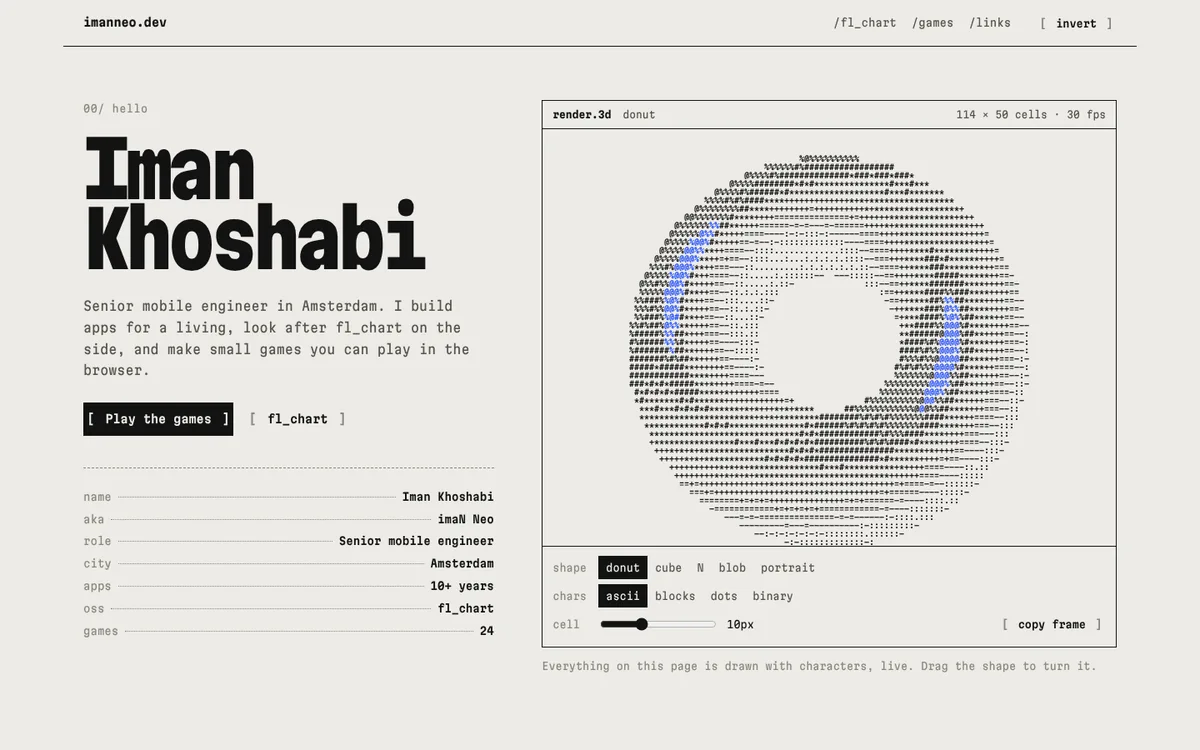 imanneo.dev
/fl_chart /games /links [ invert ]
00/ hello
Iman
Khoshabi
Senior mobile engineer in Amsterdam. I build
apps for a living, look after fl_chart on the
side, and make small games you can play in the
browser.
[ Play the games ] [ fl_chart ]
name Iman Khoshabi
aka imaN Neo
role Senior mobile engineer
city Amsterdam
apps 10+ years
oss fl_chart
games 24
render.3d donut 114 × 50 cells · 30 fps
shape donut cube N blob portrait
chars ascii blocks dots binary
cell 10px [ copy frame ]
Everything on this page is drawn with characters, live. Drag the shape to turn it.